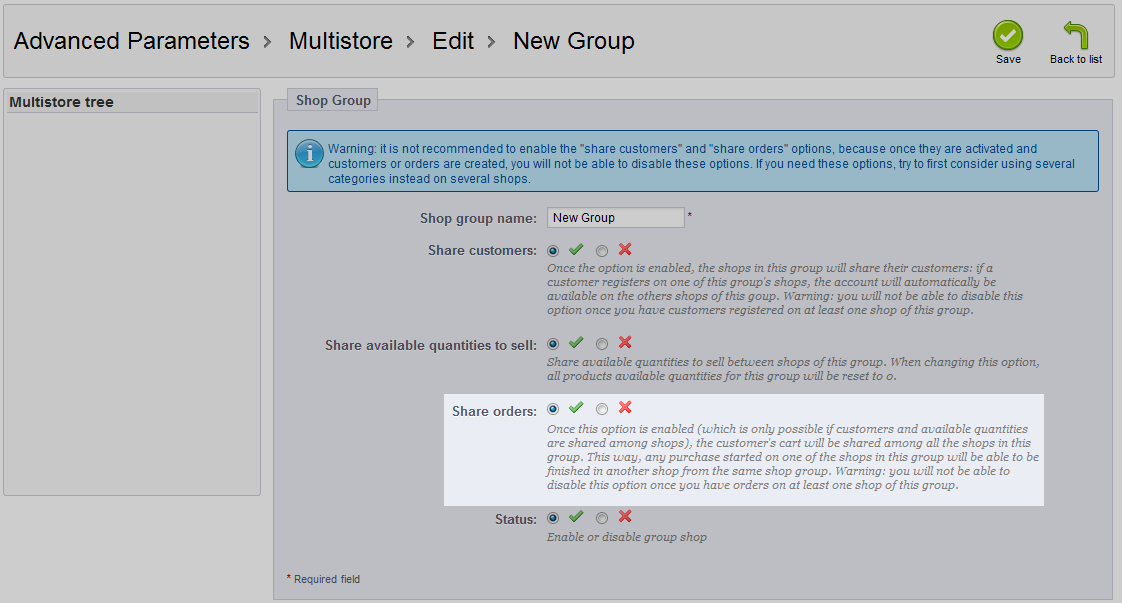 Advanced Parameters > Multistore > Edit > New Group
Save
Back to list
Multistore tree
Shop Group
Warning: it is not recommended to enable the "share customers" and "share orders" options, because once they are activated and
customers or orders are created, you will not be able to disable these options. If you need these options, try to first consider using several
categories instead on several shops.
Shop group name: New Group *
Share customers:
Once the option is enabled, the shops in this group will share their customers: if a
customer registers on one of this group's shops, the account will automatically be
available on the others shops of this goup. Warning: you will not be able to disable this
option once you have customers registered on at least one shop of this group.
Share available quantities to sell:
Share available quantities to sell between shops of this group. When changing this option,
all products available quantities for this group will be reset to 0.
Share orders:
Once this option is enabled (which is only possible if customers and available quantities
are shared among shops), the customer's cart will be shared among all the shops in this
group. This way, any purchase started on one of the shops in this group will be able to be
finished in another shop from the same shop group. Warning: you will not be able to
disable this option once you have orders on at least one shop of this group.
Status:
Enable or disable group shop
* Required field